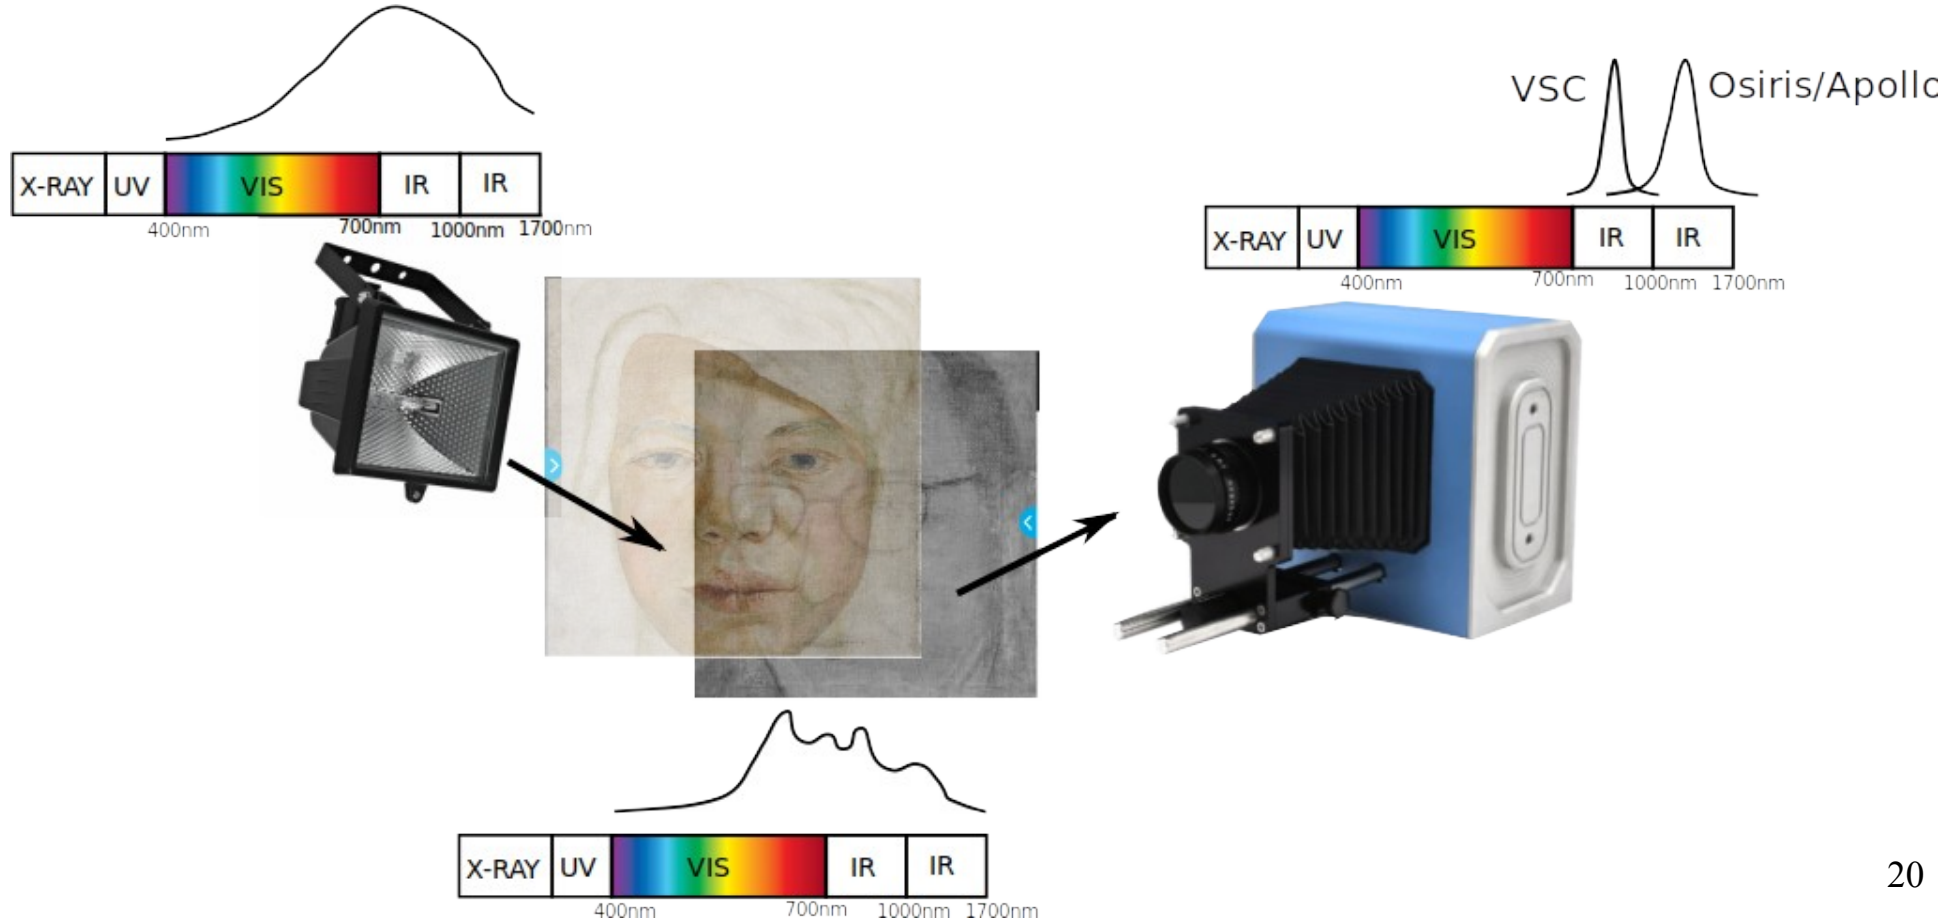 X-RAY UV VIS IR IR
400nm 700nm 1000nm 1700nm
VSC Osiris/Apollo
X-RAY UV VIS IR IR
400nm 700nm 1000nm 1700nm
X-RAY UV VIS IR IR
400nm 700nm 1000nm 1700nm
20